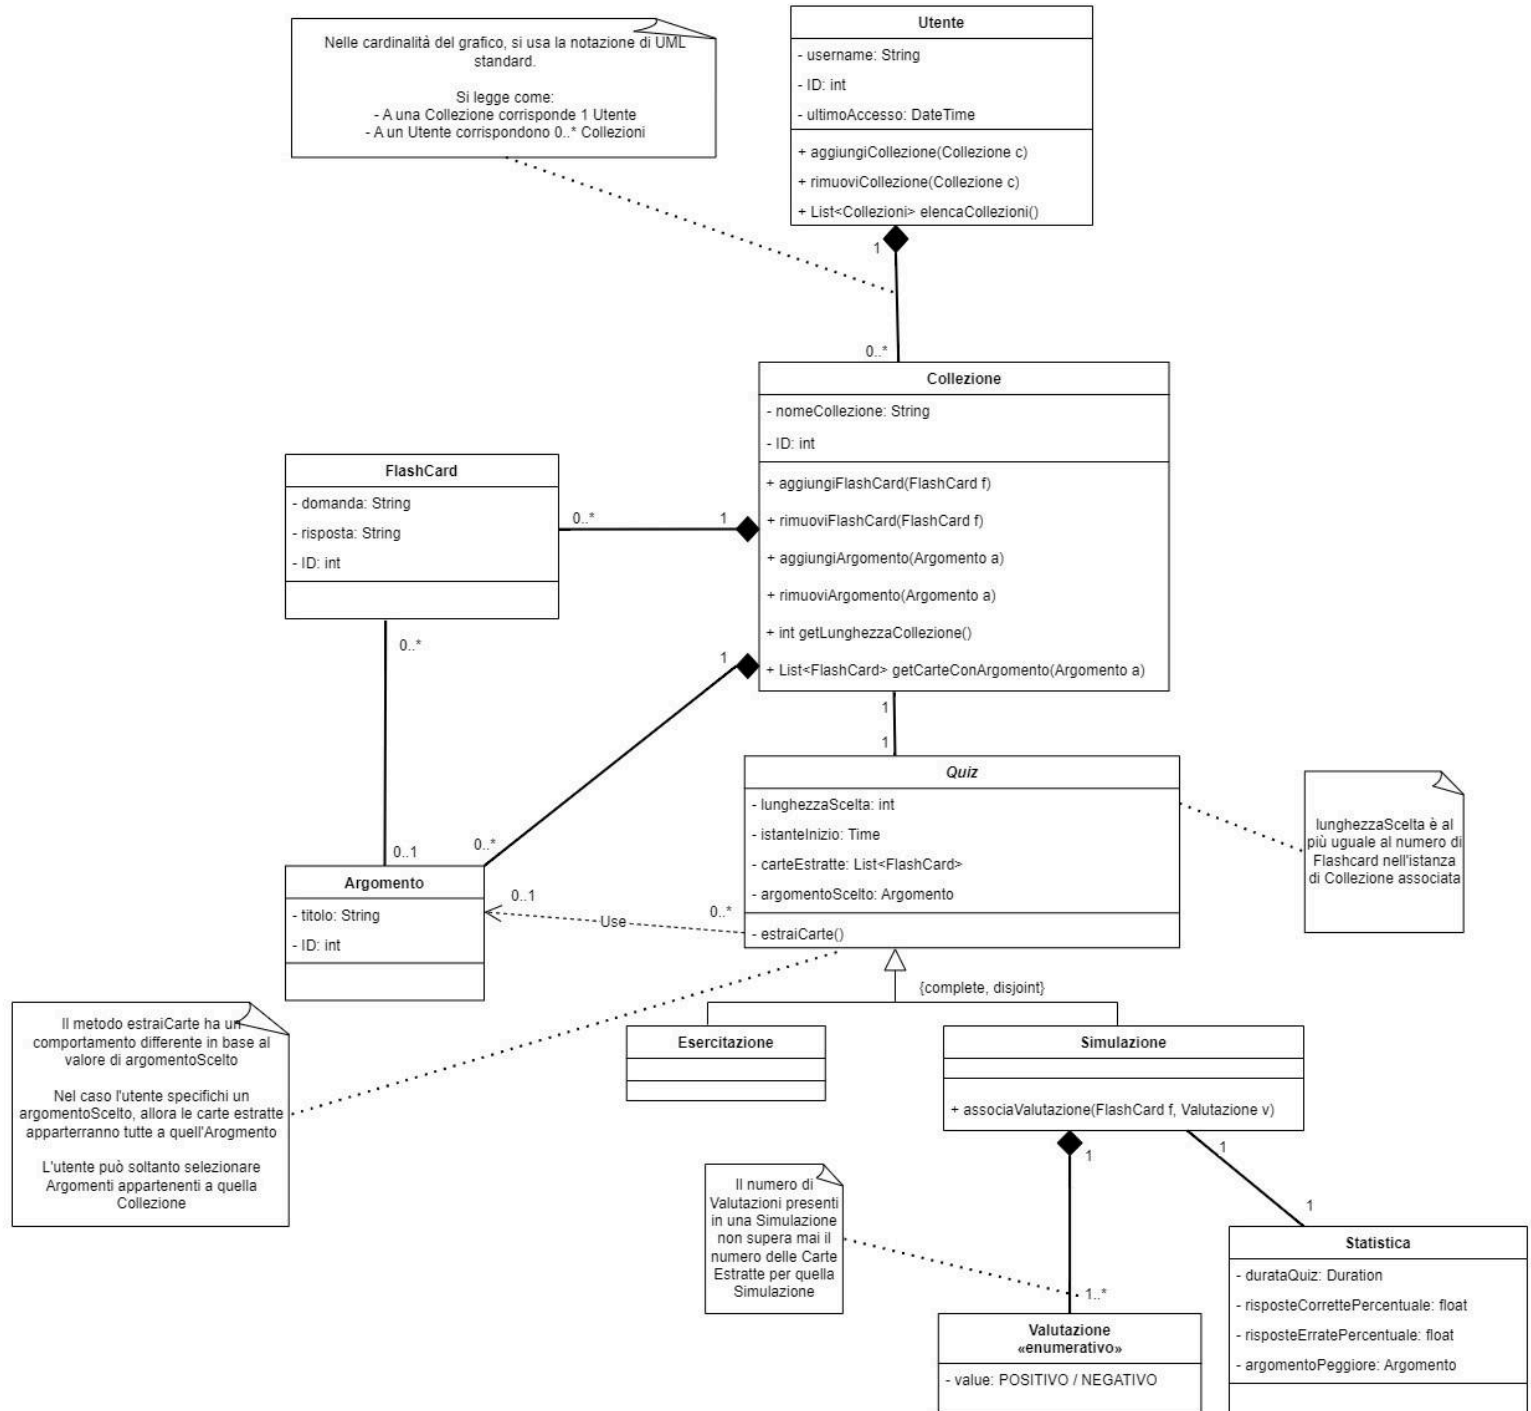 Nelle cardinalità del grafico, si usa la notazione di UML
standard.
Si legge come:
- A una Collezione corrisponde 1 Utente
- A un Utente corrispondono 0..* Collezioni
Utente
- username: String
- ID: int
- ultimoAccesso: DateTime
+ aggiungiCollezione(Collezione c)
+ rimuoviCollezione(Collezione c)
+ List<Collezioni> elencaCollezioni()
1
0..*
Collezione
- nomeCollezione: String
- ID: int
+ aggiungiFlashCard(FlashCard f)
+ rimuoviFlashCard(FlashCard f)
+ aggiungiArgomento(Argomento a)
+ rimuoviArgomento(Argomento a)
+ int getLunghezzaCollezione()
+ List<FlashCard> getCarteConArgomento(Argomento a)
FlashCard
- domanda: String
- risposta: String
- ID: int
0..*
1
0..*
1
0..1
0..*
1
1
Quiz
- lunghezzaScelta: int
- istanteInizio: Time
- carteEstratte: List<FlashCard>
- argomentoScelto: Argomento
- estraiCarte()
lunghezzaScelta è al
più uguale al numero di
Flashcard nell'istanza
di Collezione associata
Argomento
- titolo: String
- ID: int
0..1
Use
0..*
{complete, disjoint}
Il metodo estraiCarte ha un
comportamento differente in base al
valore di argomentoScelto
Nel caso l'utente specifichi un
argomentoScelto, allora le carte estratte
apparterranno tutte a quell'Arogmento
L'utente può soltanto selezionare
Argomenti appartenenti a quella
Collezione
Esercitazione
Simulazione
+ associaValutazione(FlashCard f, Valutazione v)
1
1
1
Il numero di
Valutazioni presenti
in una Simulazione
non supera mai il
numero delle Carte
Estratte per quella
Simulazione
1..*
Valutazione
«enumerativo»
- value: POSITIVO / NEGATIVO
Statistica
- durataQuiz: Duration
- risposteCorrettePercentuale: float
- risposteErratePercentuale: float
- argomentoPeggiore: Argomento